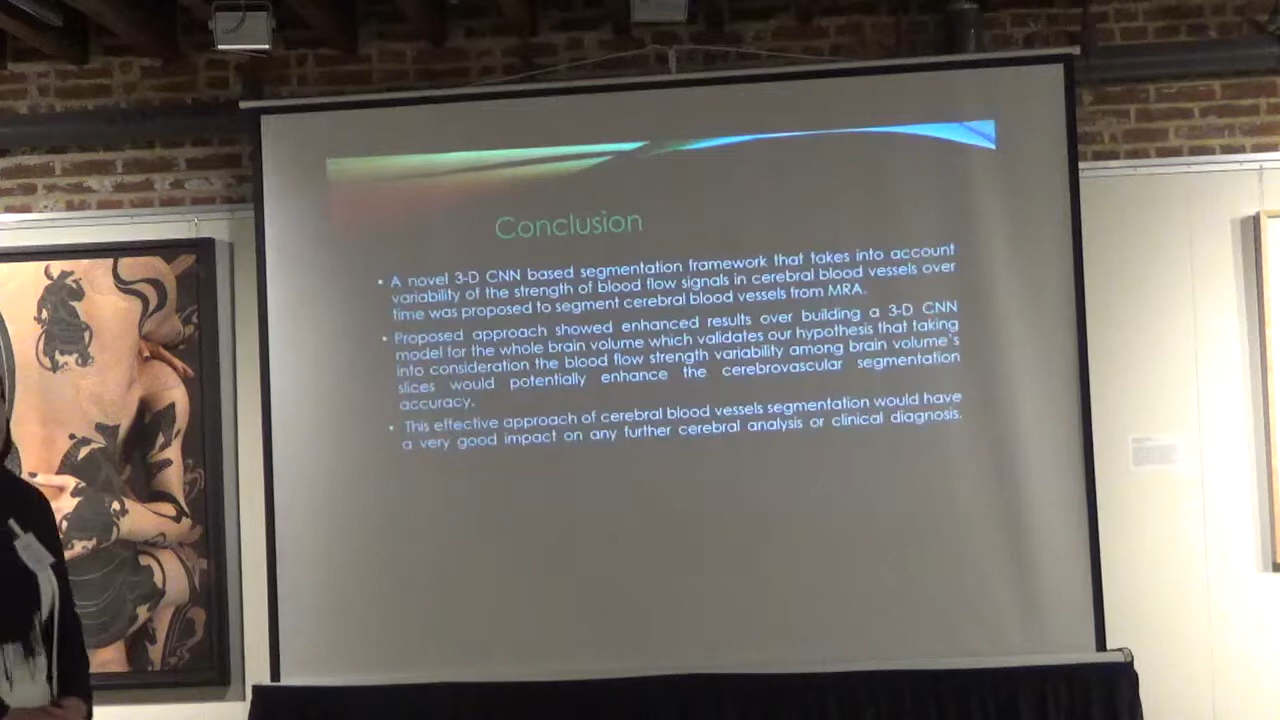 Conclusion
• A novel 3-D CNN based segmentation framework that takes into account
variability of the strength of blood flow signals in cerebral blood vessels over
time was proposed to segment cerebral blood vessels from MRA.
• Proposed approach showed enhanced results over building a 3-D CNN
model for the whole brain volume which validates our hypothesis that taking
into consideration the blood flow strength variability among brain volume's
slices would potentially enhance the cerebrovascular segmentation
accuracy.
• This effective approach of cerebral blood vessels segmentation would have
a very good impact on any further cerebral analysis or clinical diagnosis.